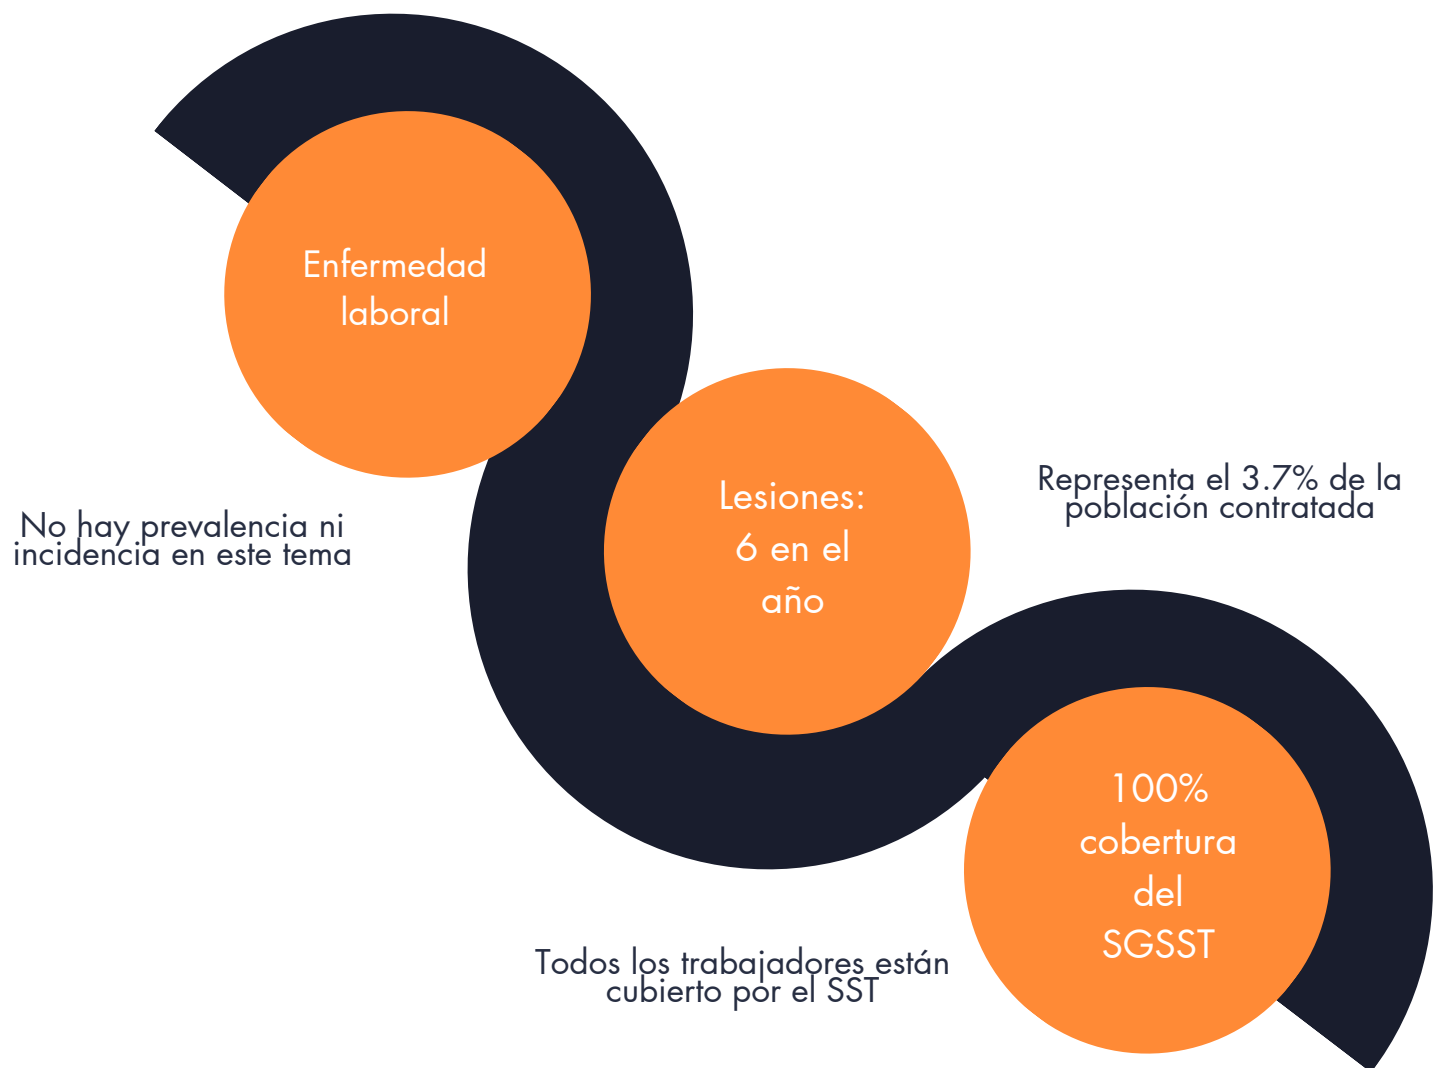 Enfermedad
laboral
No hay prevalencia ni
incidencia en este tema
Lesiones:
6 en el
año
Representa el 3.7% de la
población contratada
100%
cobertura
del
SGSST
Todos los trabajadores están
cubierto por el SST